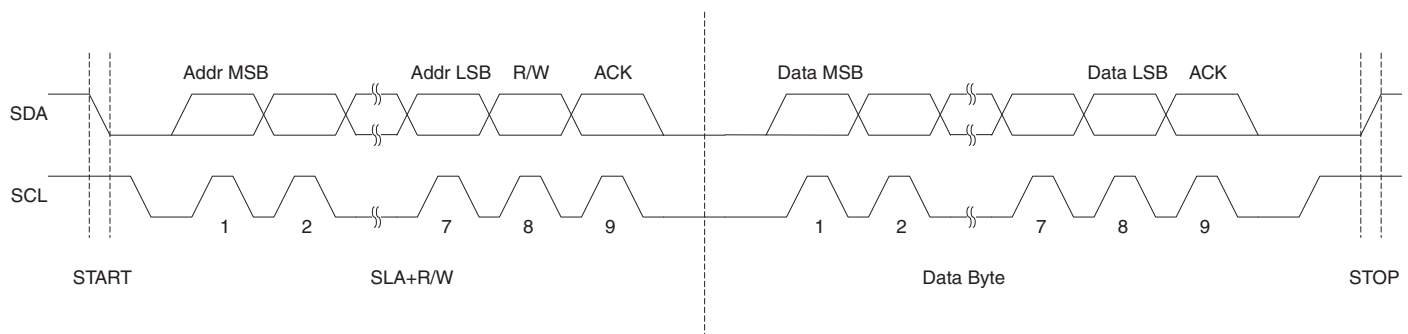 Addr MSB Addr LSB R/W ACK Data MSB Data LSB ACK
SDA
SCL
1 2 7 8 9 1 2 7 8 9
START SLA+R/W Data Byte STOP